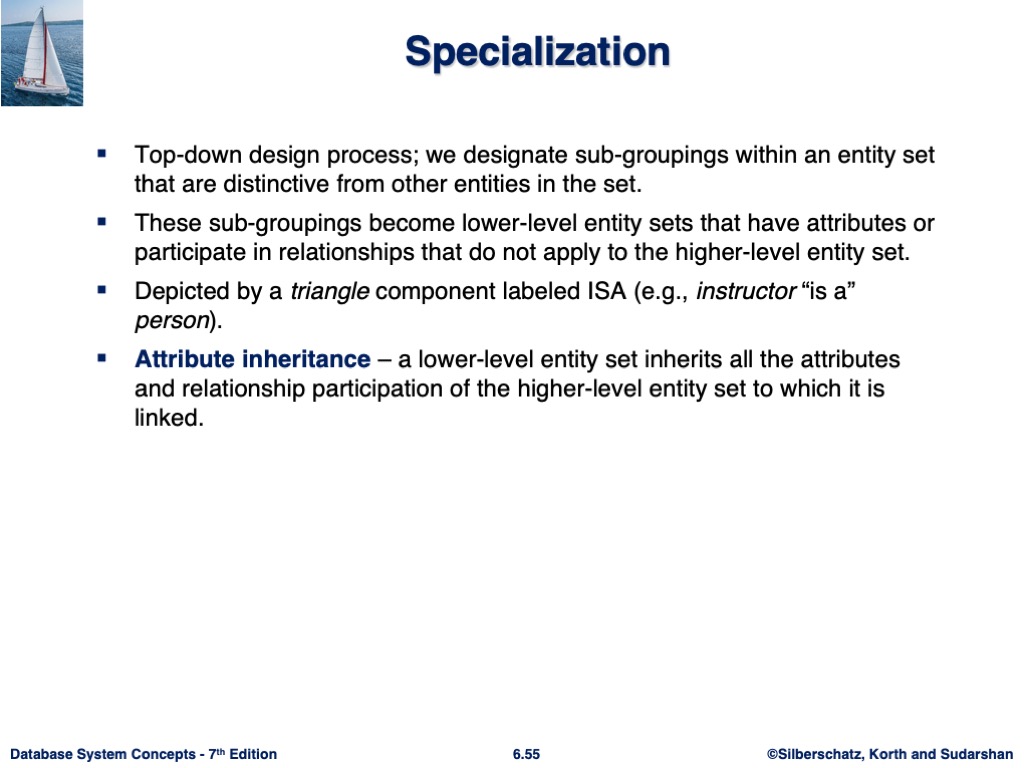 Specialization
▪ Top-down design process; we designate sub-groupings within an entity set
that are distinctive from other entities in the set.
▪ These sub-groupings become lower-level entity sets that have attributes or
participate in relationships that do not apply to the higher-level entity set.
▪ Depicted by a triangle component labeled ISA (e.g., instructor “is a”
person).
▪ Attribute inheritance – a lower-level entity set inherits all the attributes
and relationship participation of the higher-level entity set to which it is
linked.
Database System Concepts - 7th Edition
6.55
©Silberschatz, Korth and Sudarshan